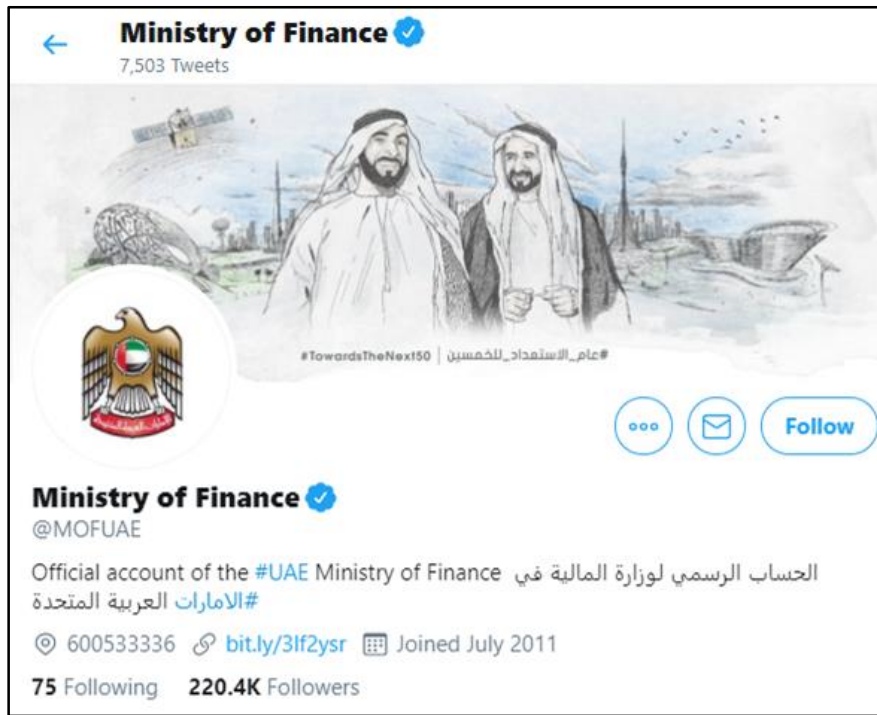 Ministry of Finance
7,503 Tweets
#TowardsTheNext50 | #عام_الاستعداد_للخمسين
Follow
Ministry of Finance
@MOFUAE
Official account of the #UAE Ministry of Finance الحساب الرسمي لوزارة المالية في
#الامارات العربية المتحدة
600533336 bit.ly/3lf2ysr Joined July 2011
75 Following 220.4K Followers